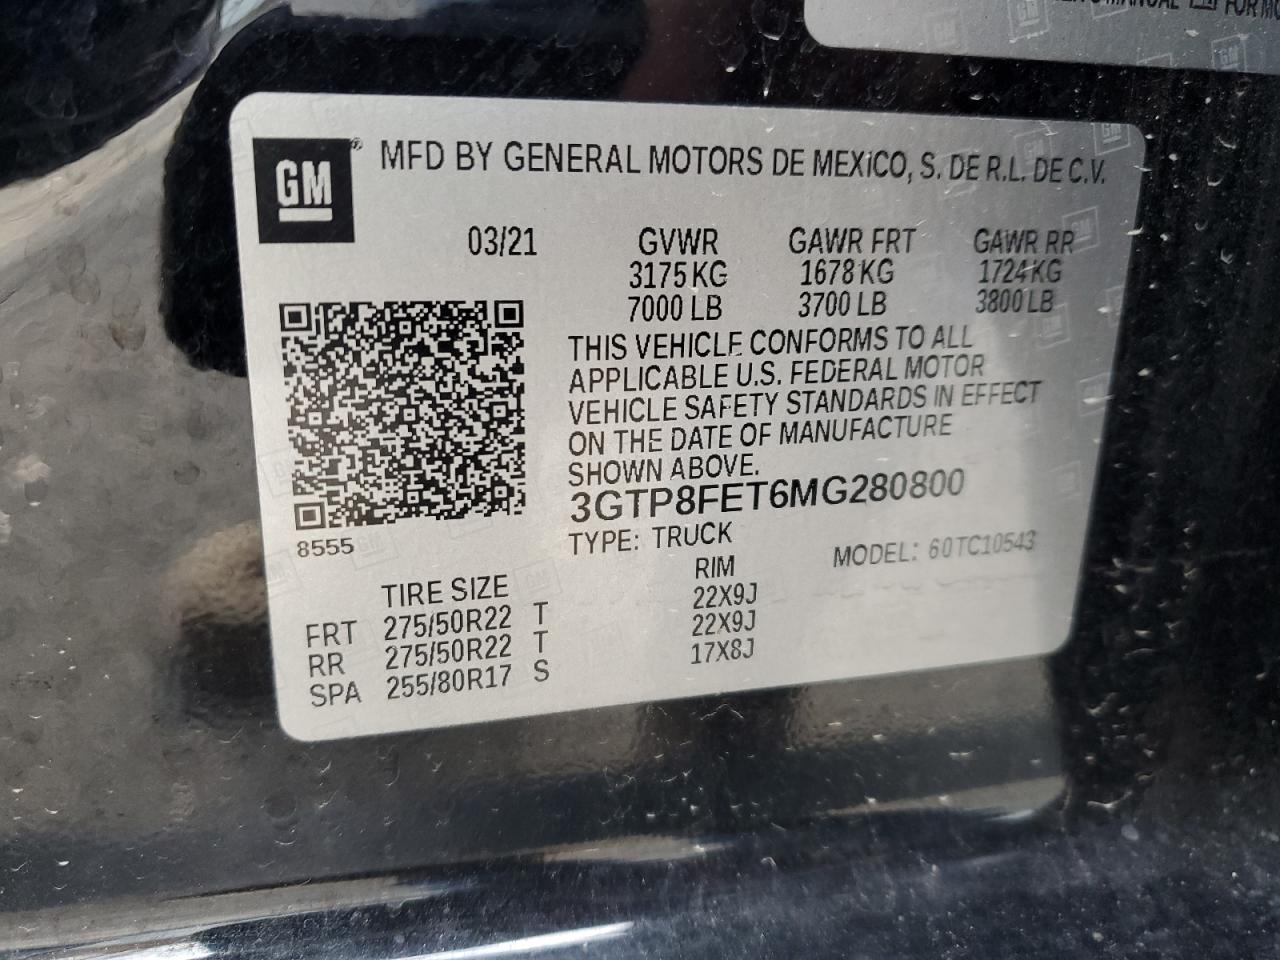 MANUAL
FOR MO
GM®
MFD BY GENERAL MOTORS DE MEXICO, S. DE R.L. DE C.V.
03/21 GVWR GAWR FRT GAWR RR
3175 KG 1678 KG 1724 KG
7000 LB 3700 LB 3800 LB
THIS VEHICLE CONFORMS TO ALL
APPLICABLE U.S. FEDERAL MOTOR
VEHICLE SAFETY STANDARDS IN EFFECT
ON THE DATE OF MANUFACTURE
SHOWN ABOVE.
3GTP8FET6MG280800
8555
TYPE: TRUCK MODEL: 60TC10543
TIRE SIZE RIM
FRT 275/50R22 T 22X9J
RR 275/50R22 T 22X9J
SPA 255/80R17 S 17X8J